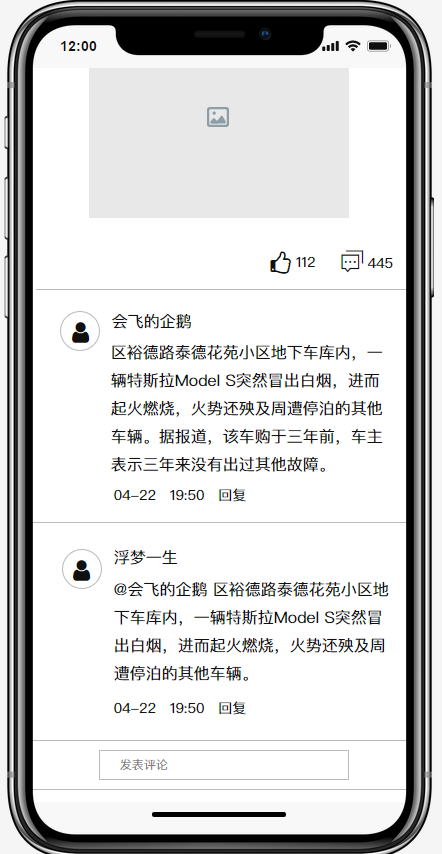 12:00
112 445
会飞的企鹅
区裕德路泰德花苑小区地下车库内，一
辆特斯拉Model S突然冒出白烟，进而
起火燃烧，火势还殃及周遭停泊的其他
车辆。据报道，该车购于三年前，车主
表示三年来没有出过其他故障。
04-22 19:50 回复
浮梦一生
@会飞的企鹅 区裕德路泰德花苑小区地
下车库内，一辆特斯拉Model S突然冒
出白烟，进而起火燃烧，火势还殃及周
遭停泊的其他车辆。
04-22 19:50 回复
发表评论